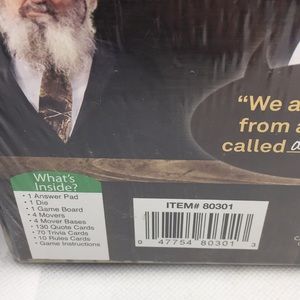 "We a
from a
called a
What's
Inside?
• 1 Answer Pad
• 1 Die
• 1 Game Board
• 4 Movers
• 4 Mover Bases
• 130 Quote Cards
• 70 Trivia Cards
• 10 Rules Cards
• Game Instructions
ITEM# 80301
0 47754 80301 3